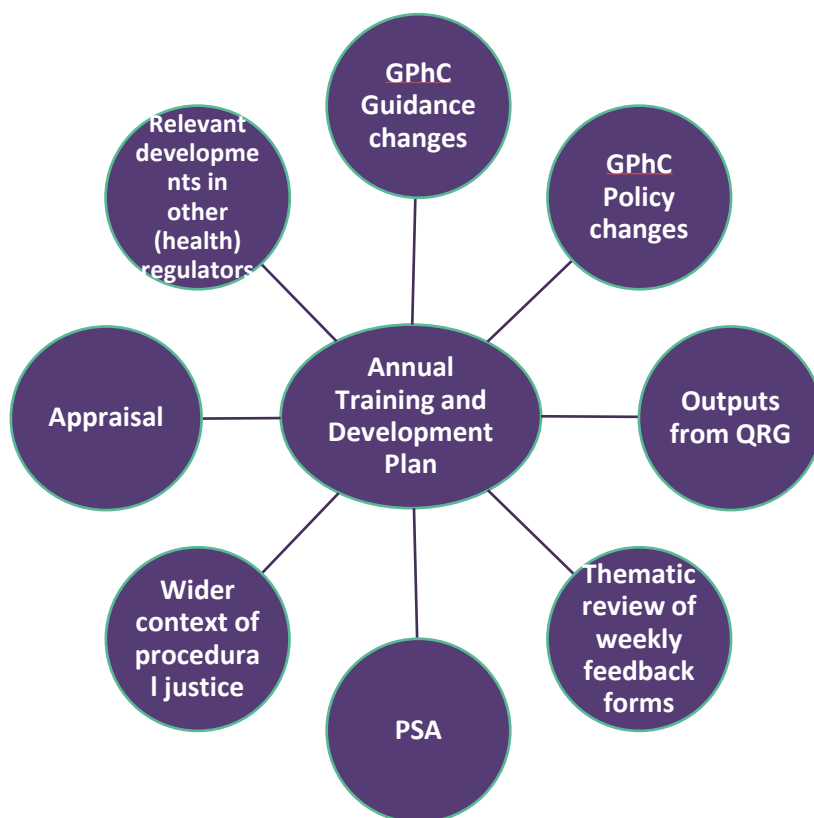 GPhC
Guidance
changes
GPhC
Policy
changes
Relevant
developme
nts in
other
(health)
regulators
Annual
Training and
Development
Plan
Appraisal
Outputs
from QRG
Wider
context of
procedura
l justice
Thematic
review of
weekly
feedback
forms
PSA